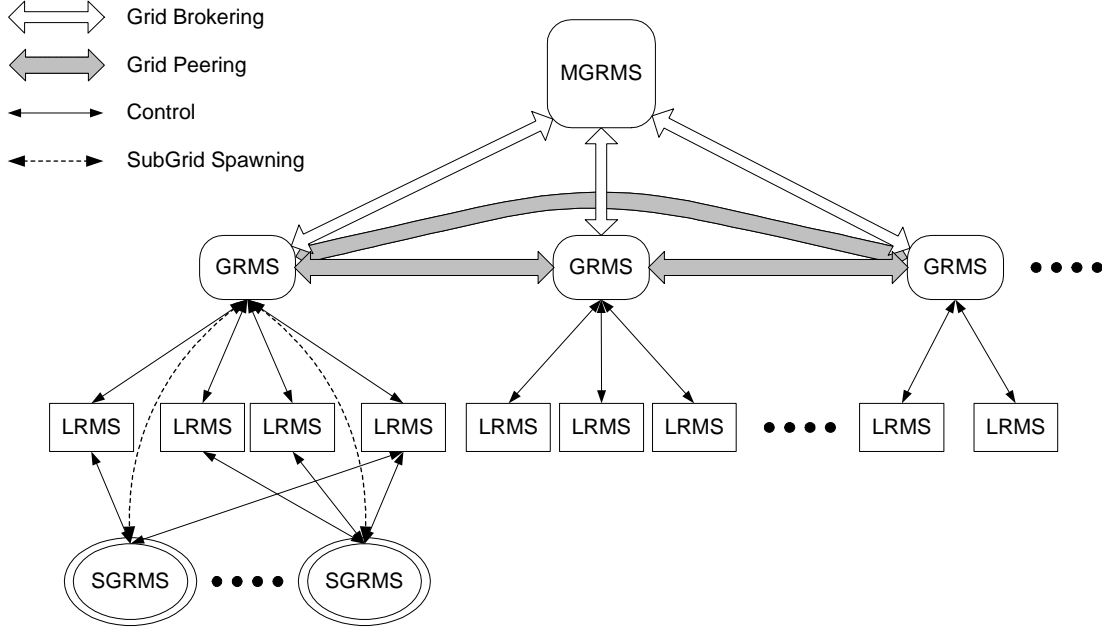 Grid Brokering
Grid Peering
Control
SubGrid Spawning
MGRMS
GRMS GRMS GRMS
LRMS LRMS LRMS LRMS LRMS LRMS LRMS LRMS LRMS
SGRMS SGRMS